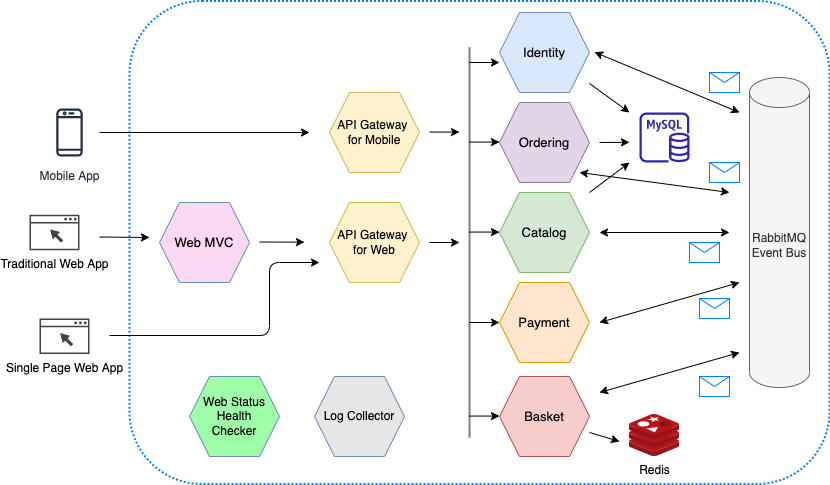 Identity
API Gateway
for Mobile
Ordering
MySQL
Mobile App
Web MVC
API Gateway
for Web
Catalog
RabbitMQ
Event Bus
Traditional Web App
Payment
Single Page Web App
Web Status
Health
Checker
Log Collector
Basket
Redis